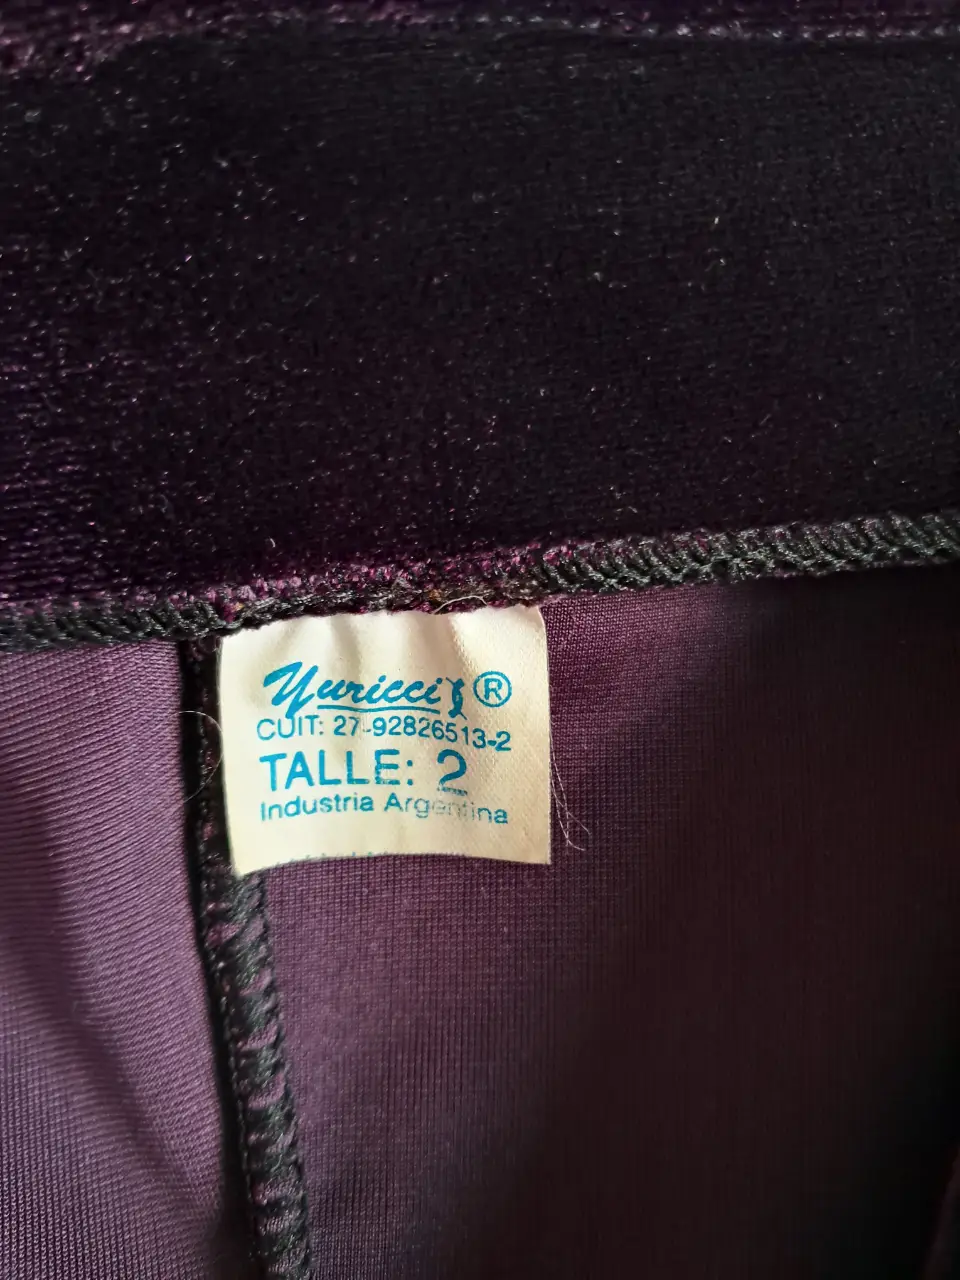 Yuricci ®
CUIT: 27-92826513-2
TALLE: 2
Industria Argentina